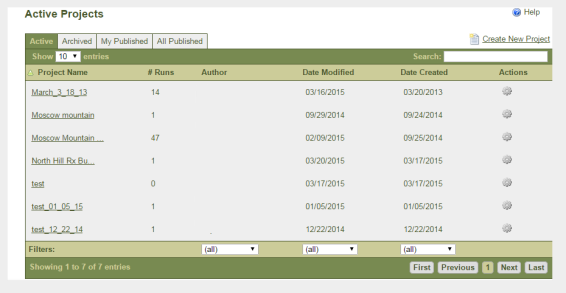 Active Projects
Help
Create New Project
Active Archived My Published All Published
Show 10 entries Search:
Project Name # Runs Author Date Modified Date Created Actions
March_3_18_13 14 03/16/2015 03/20/2013
Moscow mountain 1 09/29/2014 09/24/2014
Moscow Mountain ... 47 02/09/2015 09/25/2014
North Hill Rx Bu... 1 03/20/2015 03/17/2015
test 0 03/17/2015 03/17/2015
test_01_05_15 1 01/05/2015 01/05/2015
test_12_22_14 1 12/22/2014 12/22/2014
Filters: (all) (all) (all)
Showing 1 to 7 of 7 entries First Previous 1 Next Last